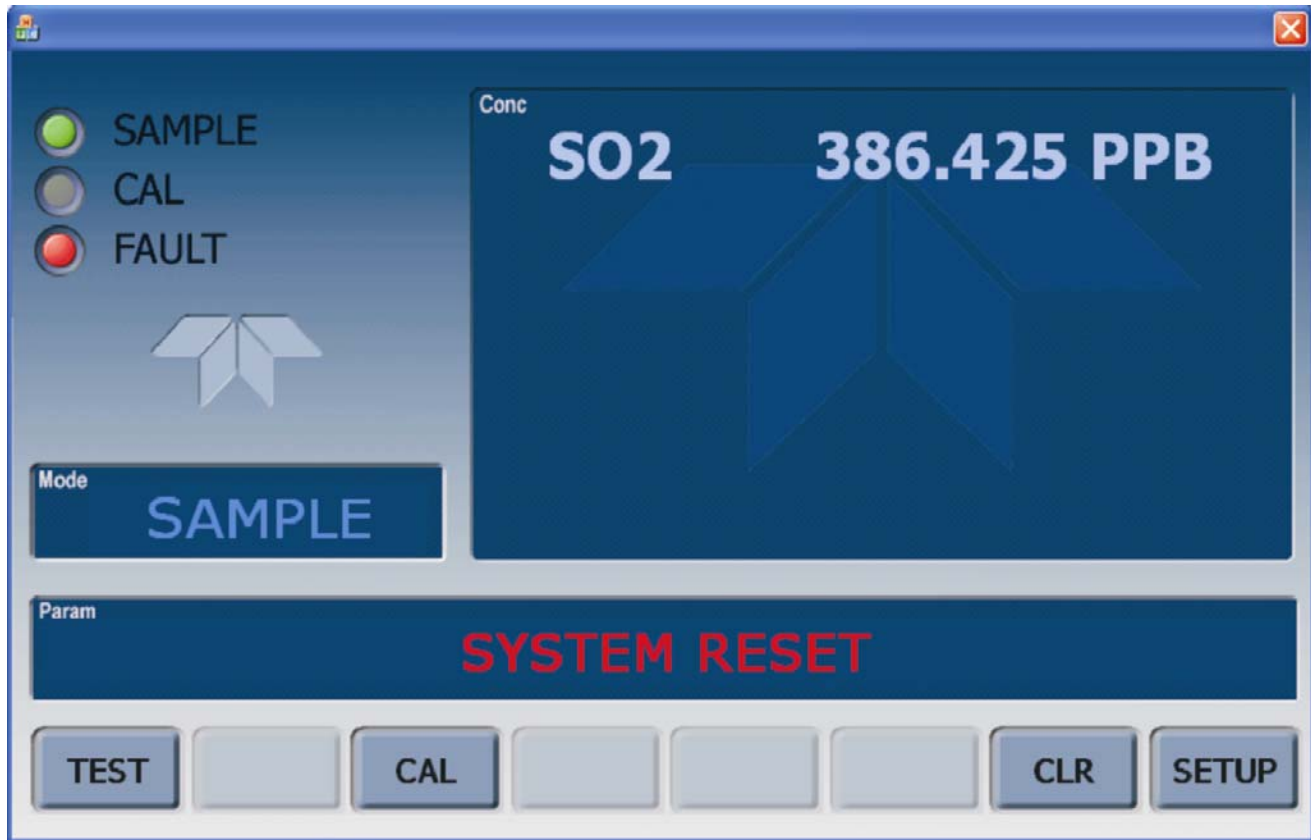 SAMPLE
CAL
FAULT
Conc
SO2 386.425 PPB
Mode
SAMPLE
Param
SYSTEM RESET
TEST CAL CLR SETUP